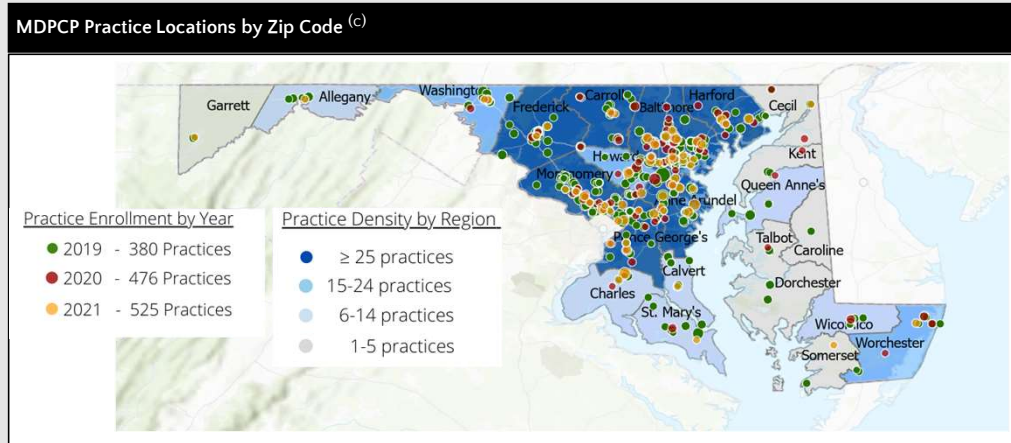 MDPCP Practice Locations by Zip Code (c)
Garrett
Allegany
Washington
Frederick
Carroll
Baltimore
Harford
Cecil
Howard
Kent
Montgomery
Queen Anne's
Anne Arundel
Practice Enrollment by Year
2019 - 380 Practices
2020 - 476 Practices
2021 - 525 Practices
Practice Density by Region
≥ 25 practices
15-24 practices
6-14 practices
1-5 practices
Prince George's
Talbot
Caroline
Calvert
Charles
Dorchester
St. Mary's
Wicomico
Worchester
Somerset